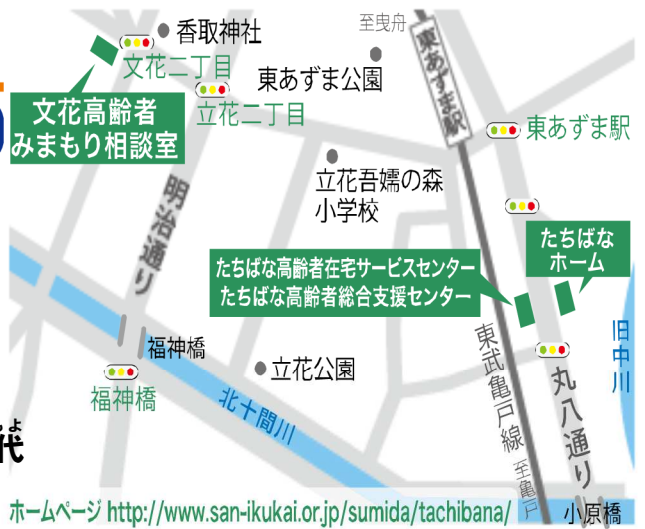 至曳舟
香取神社
文花二丁目
東あずま公園
東あずま駅
立花二丁目
文花高齢者
みまもり相談室
東あずま駅
立花吾嬬の森
小学校
明治通り
たちばな
ホーム
たちばな高齢者在宅サービスセンター
たちばな高齢者総合支援センター
福神橋
立花公園
東武亀戸線
旧中川
福神橋
北十間川
丸八通り
至亀戸
よ
代
ホームページ http://www.san-ikukai.or.jp/sumida/tachibana/
小原橋